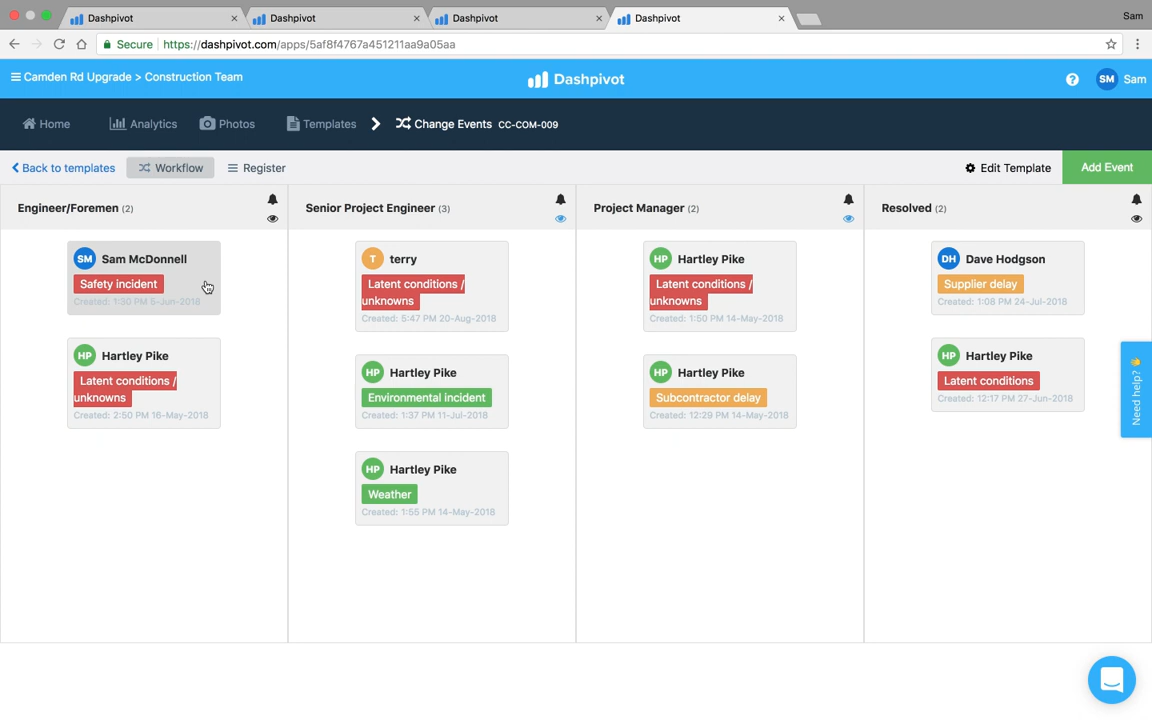 Dashpivot
Dashpivot
Dashpivot
Dashpivot
Sam
Secure
https://dashpivot.com/apps/5af8f4767a451211aa9a05aa
Camden Rd Upgrade > Construction Team
Dashpivot
?
SM Sam
Home
Analytics
Photos
Templates
Change Events CC-COM-009
Back to templates
Workflow
Register
Edit Template
Add Event
Engineer/Foremen (2)
Senior Project Engineer (3)
Project Manager (2)
Resolved (2)
SM Sam McDonnell
Safety incident
Created: 1:30 PM 5-Jun-2018
HP Hartley Pike
Latent conditions /
unknowns
Created: 2:50 PM 16-May-2018
T terry
Latent conditions /
unknowns
Created: 5:47 PM 20-Aug-2018
HP Hartley Pike
Environmental incident
Created: 1:37 PM 11-Jul-2018
HP Hartley Pike
Weather
Created: 1:55 PM 14-May-2018
HP Hartley Pike
Latent conditions /
unknowns
Created: 1:50 PM 14-May-2018
HP Hartley Pike
Subcontractor delay
Created: 12:29 PM 14-May-2018
DH Dave Hodgson
Supplier delay
Created: 1:08 PM 24-Jul-2018
HP Hartley Pike
Latent conditions
Created: 12:17 PM 27-Jun-2018
Need help?